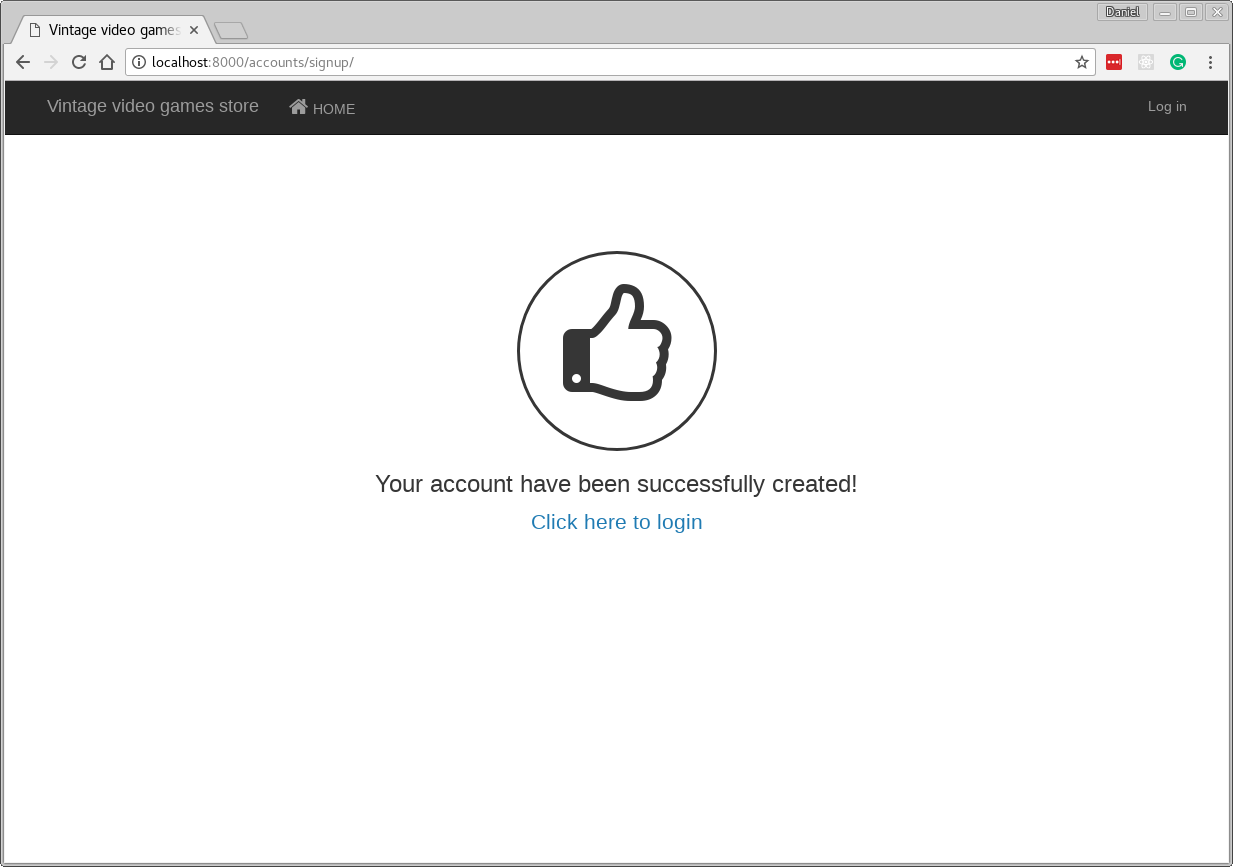 Daniel
Vintage video games
localhost:8000/accounts/signup/
Vintage video games store HOME Log in
Your account have been successfully created!
Click here to login